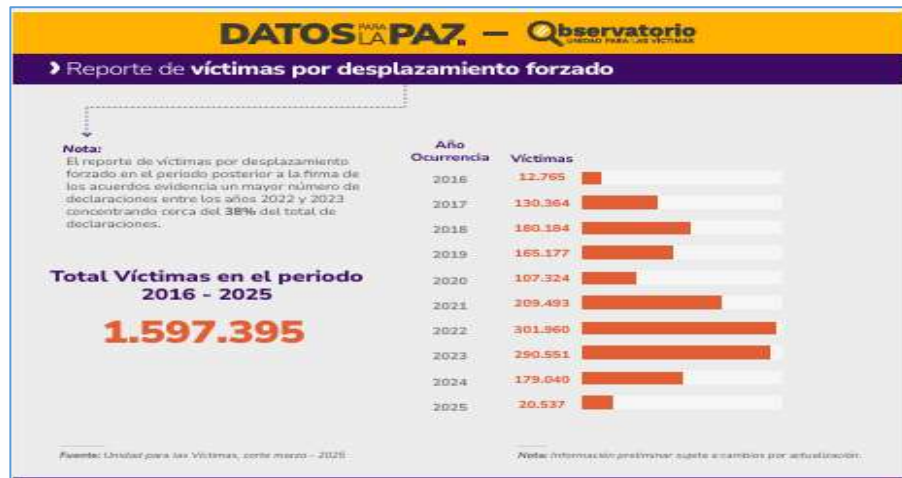 DATOS PARA LA PAZ — Observatorio
UNIDAD PARA LAS VÍCTIMAS
Reporte de víctimas por desplazamiento forzado
Nota:
El reporte de víctimas por desplazamiento
forzado en el periodo posterior a la firma de
los acuerdos evidencia un mayor número de
declaraciones entre los años 2022 y 2023
concentrando cerca del 38% del total de
declaraciones.
Total Víctimas en el periodo
2016 - 2025
1.597.395
Año
Ocurrencia Víctimas
2016 12.765
2017 130.364
2018 180.184
2019 165.177
2020 107.324
2021 209.493
2022 301.960
2023 290.551
2024 179.040
2025 20.537
Fuente: Unidad para las Víctimas, corte marzo - 2025
Nota: Información preliminar sujeta a cambios por actualización.